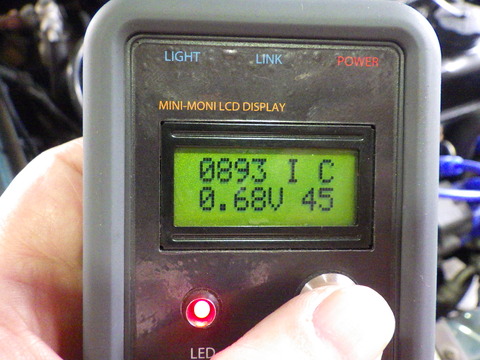 LIGHT LINK POWER
MINI-MONI LCD DISPLAY
0893 I C
0.68V 45
LED